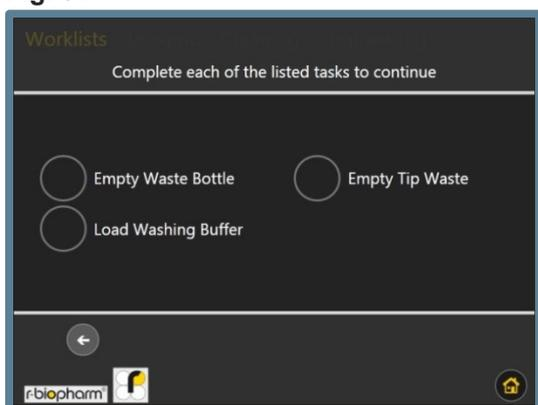 Worklists
Complete each of the listed tasks to continue
Empty Waste Bottle
Empty Tip Waste
Load Washing Buffer
r-biopharm